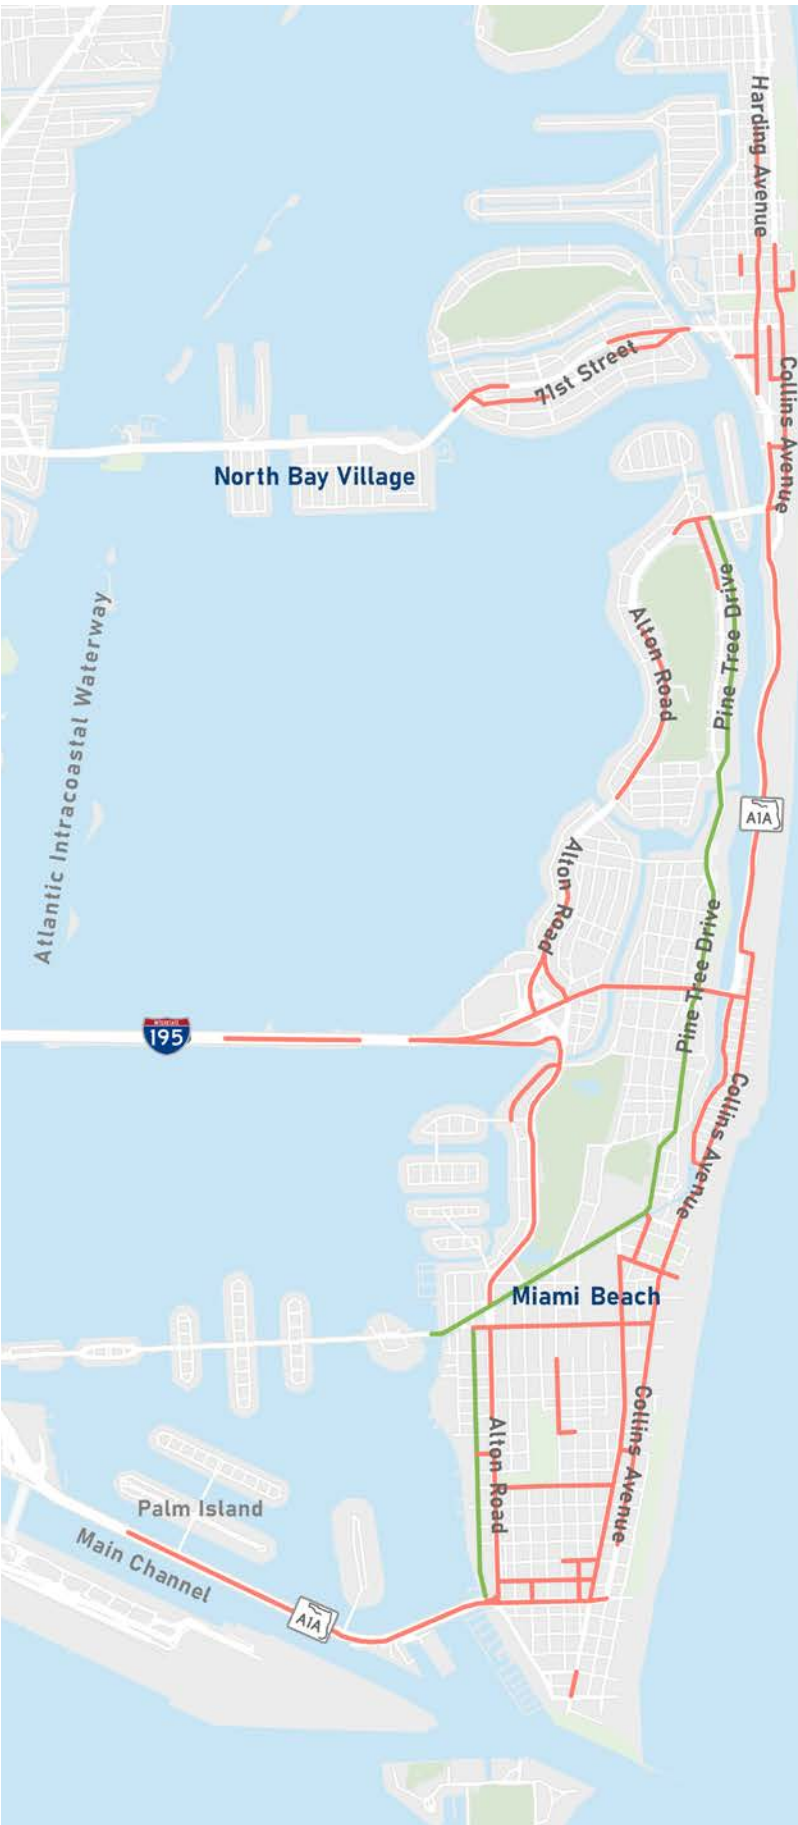 Harding Avenue
71st Street
Collins Avenue
North Bay Village
Pine Tree Drive
Atlantic Intracoastal Waterway
Alton Road
A1A
Alton Road
Pine Tree Drive
INTERSTATE
195
Collins Avenue
Miami Beach
Collins Avenue
Alton Road
Palm Island
Main Channel
A1A